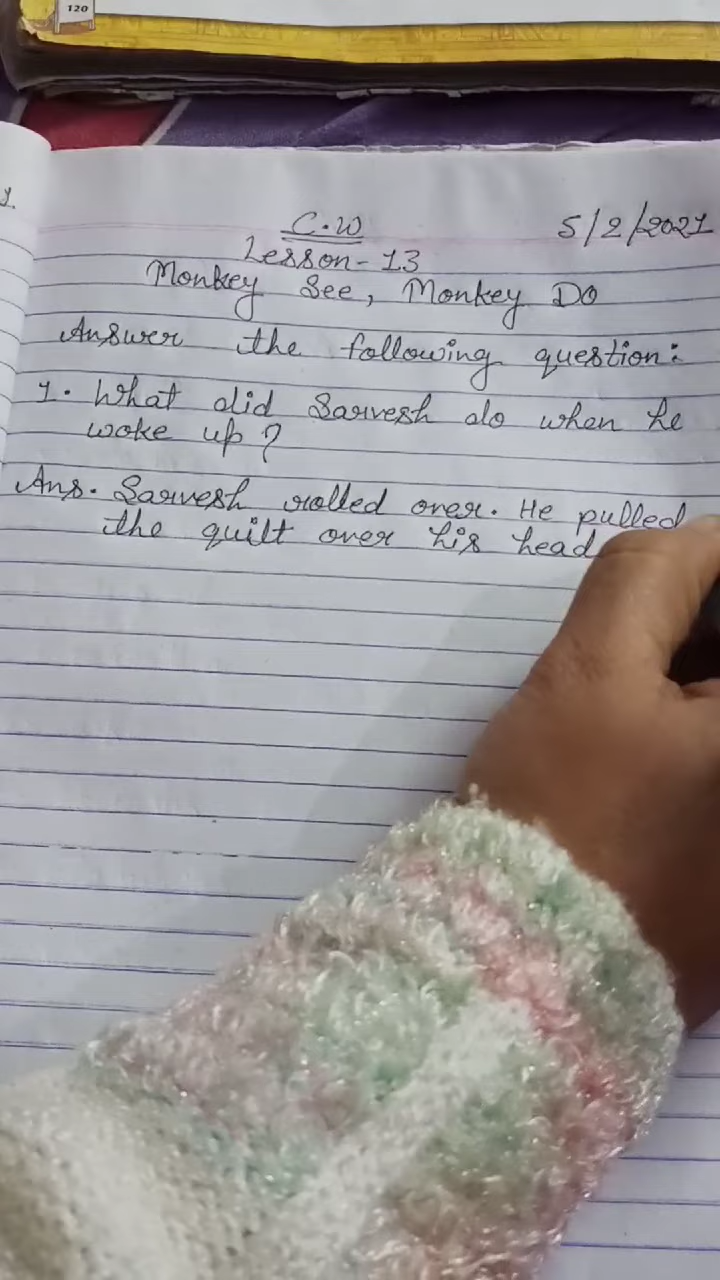 120
C.W
5/2/2021
Lesson-13
Monkey See, Monkey Do
Answer the following question:
1. What did Sarvesh do when he
woke up?
Ans. Sarvesh rolled over. He pulled
the quilt over his head